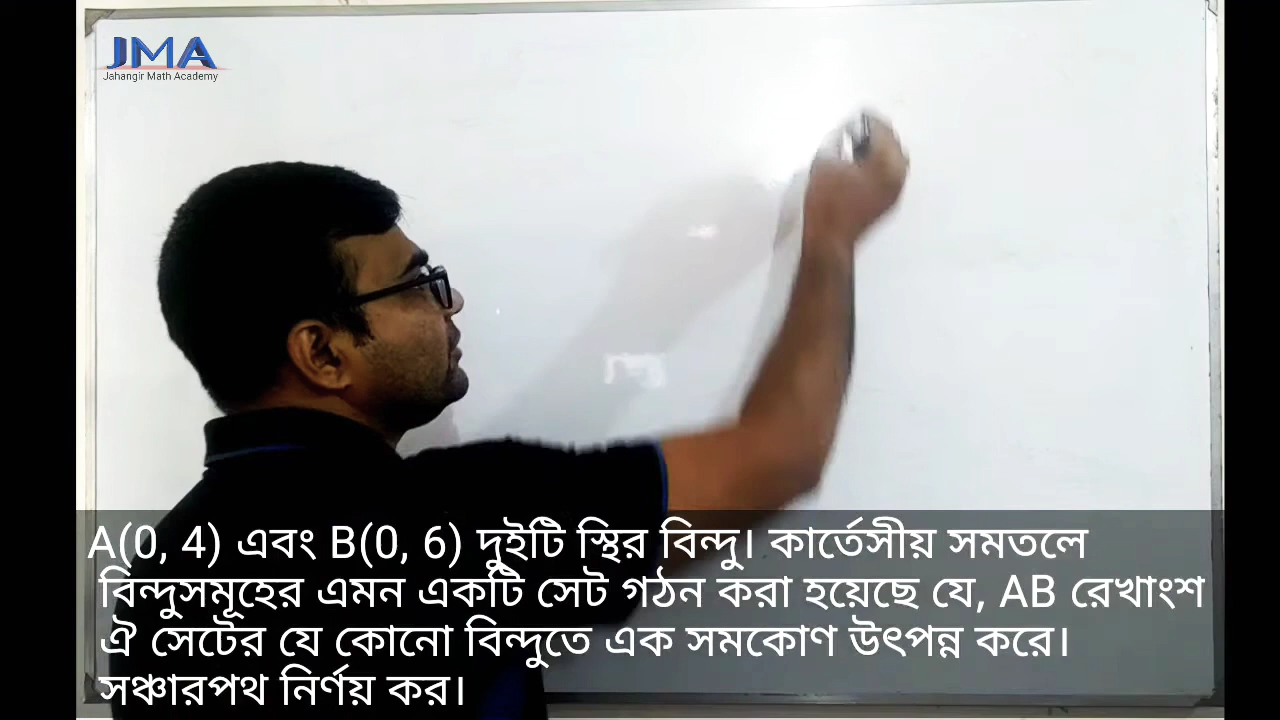 JMA
Jahangir Math Academy
A(0, 4) এবং B(0, 6) দুইটি স্থির বিন্দু। কার্তেসীয় সমতলে
বিন্দুসমূহের এমন একটি সেট গঠন করা হয়েছে যে, AB রেখাংশ
ঐ সেটের যে কোনো বিন্দুতে এক সমকোণ উৎপন্ন করে।
সঞ্চারপথ নির্ণয় কর।